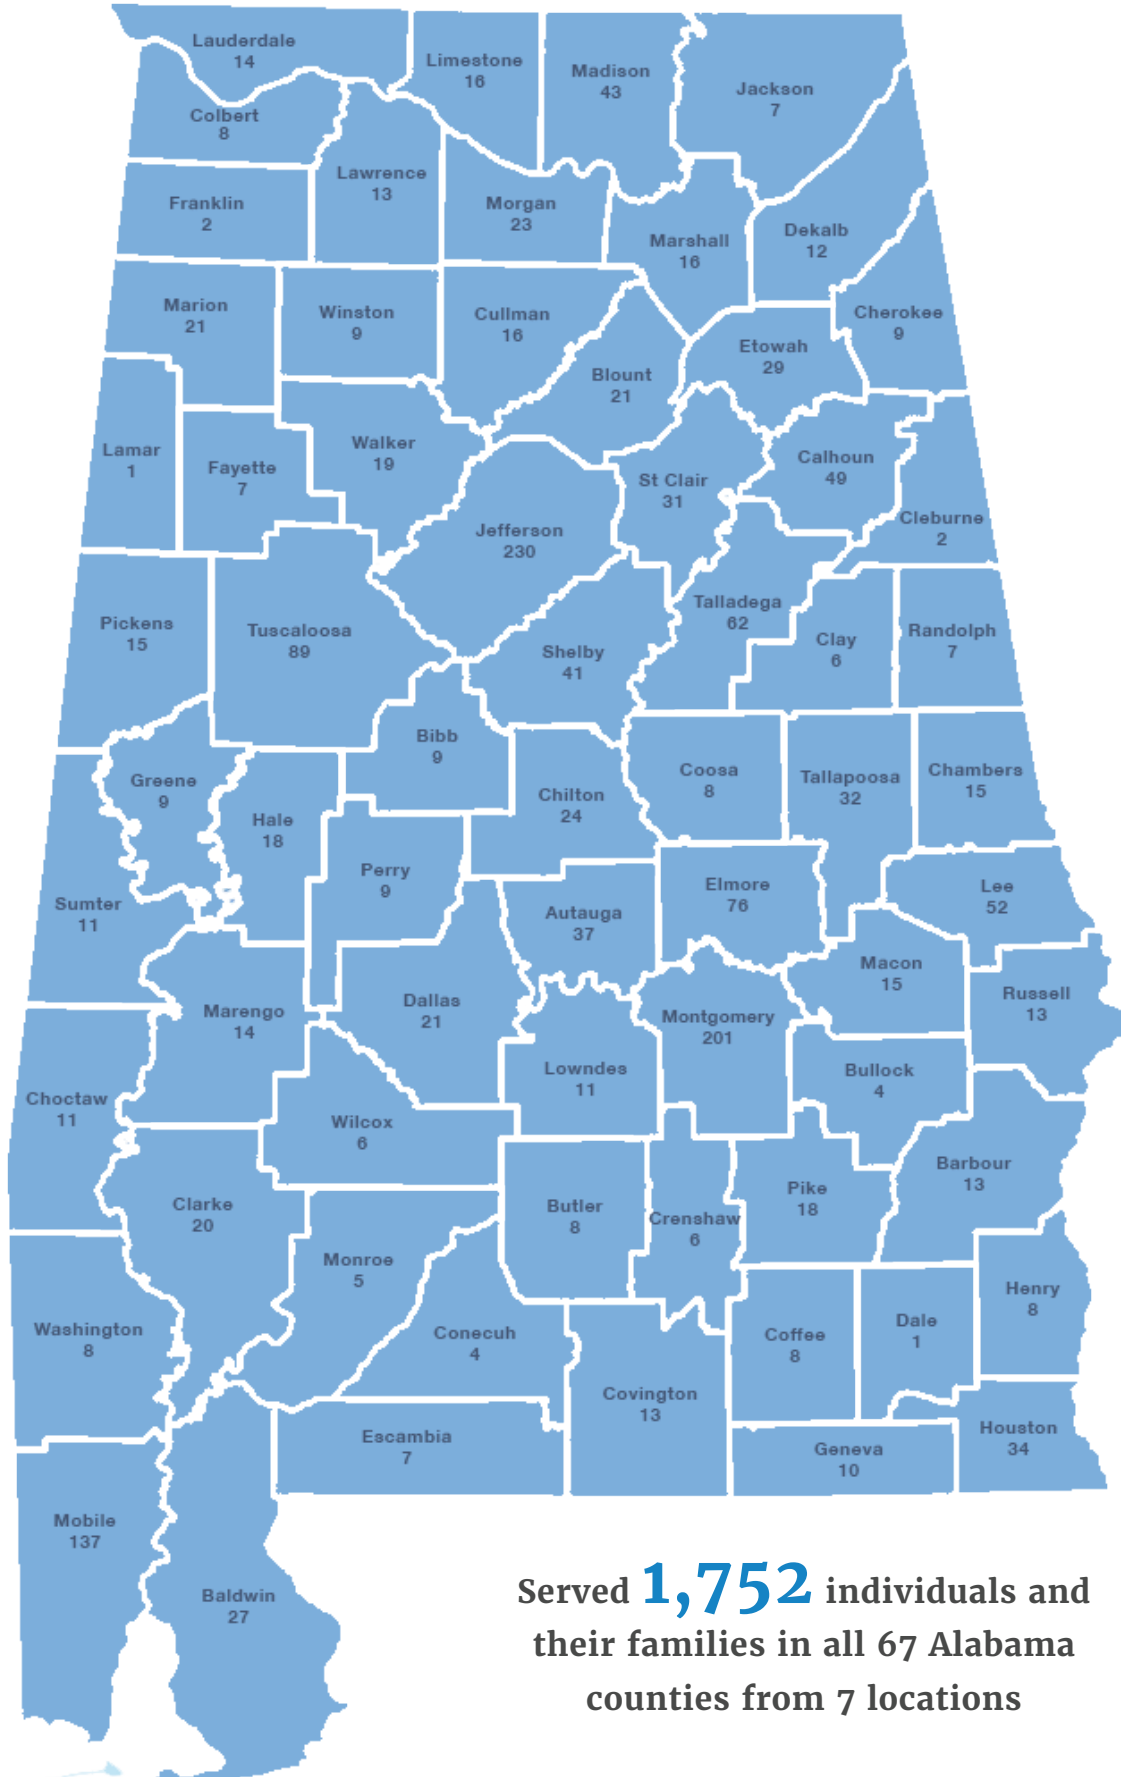 Lauderdale
14
Limestone
16
Madison
43
Jackson
7
Colbert
8
Lawrence
13
Franklin
2
Morgan
23
Marshall
16
Dekalb
12
Marion
21
Winston
9
Cullman
16
Cherokee
9
Etowah
29
Blount
21
Lamar
1
Fayette
7
Walker
19
St Clair
31
Calhoun
49
Cleburne
2
Jefferson
230
Pickens
15
Tuscaloosa
89
Shelby
41
Talladega
62
Clay
6
Randolph
7
Bibb
9
Greene
9
Hale
18
Chilton
24
Coosa
8
Tallapoosa
32
Chambers
15
Perry
9
Sumter
11
Autauga
37
Elmore
76
Lee
52
Macon
15
Russell
13
Marengo
14
Dallas
21
Montgomery
201
Lowndes
11
Bullock
4
Choctaw
11
Wilcox
6
Barbour
13
Clarke
20
Butler
8
Crenshaw
6
Pike
18
Monroe
5
Henry
8
Washington
8
Conecuh
4
Coffee
8
Dale
1
Covington
13
Escambia
7
Geneva
10
Houston
34
Mobile
137
Baldwin
27
Served 1,752 individuals and
their families in all 67 Alabama
counties from 7 locations